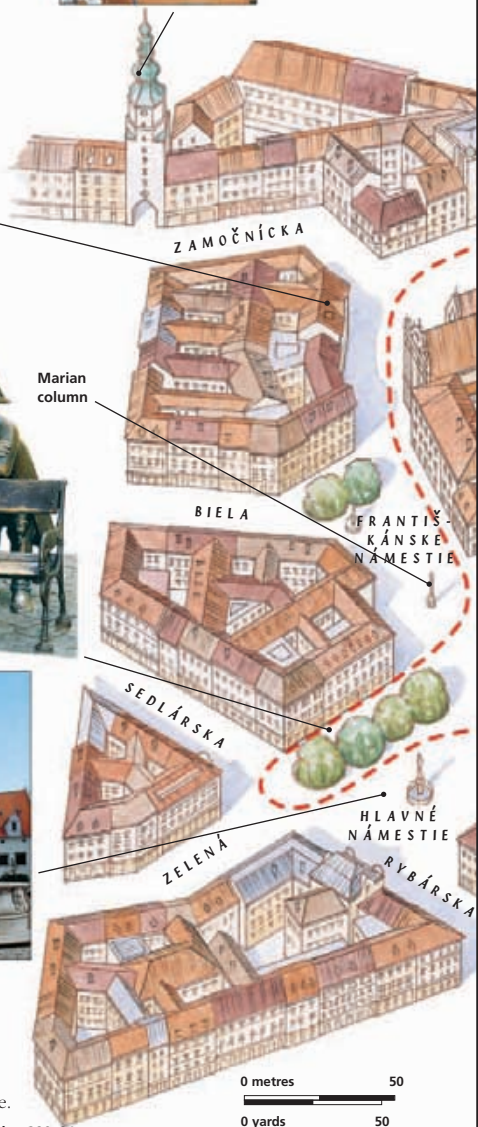 ZAMOČNÍCKA
Marian
column
BIELA
FRANTIŠ-
KÁNSKE
NÁMESTIE
SEDLÁRSKA
HLAVNÉ
NÁMESTIE
ZELENÁ
RYBÁRSKA
e.
0 metres 50
0 yards 50